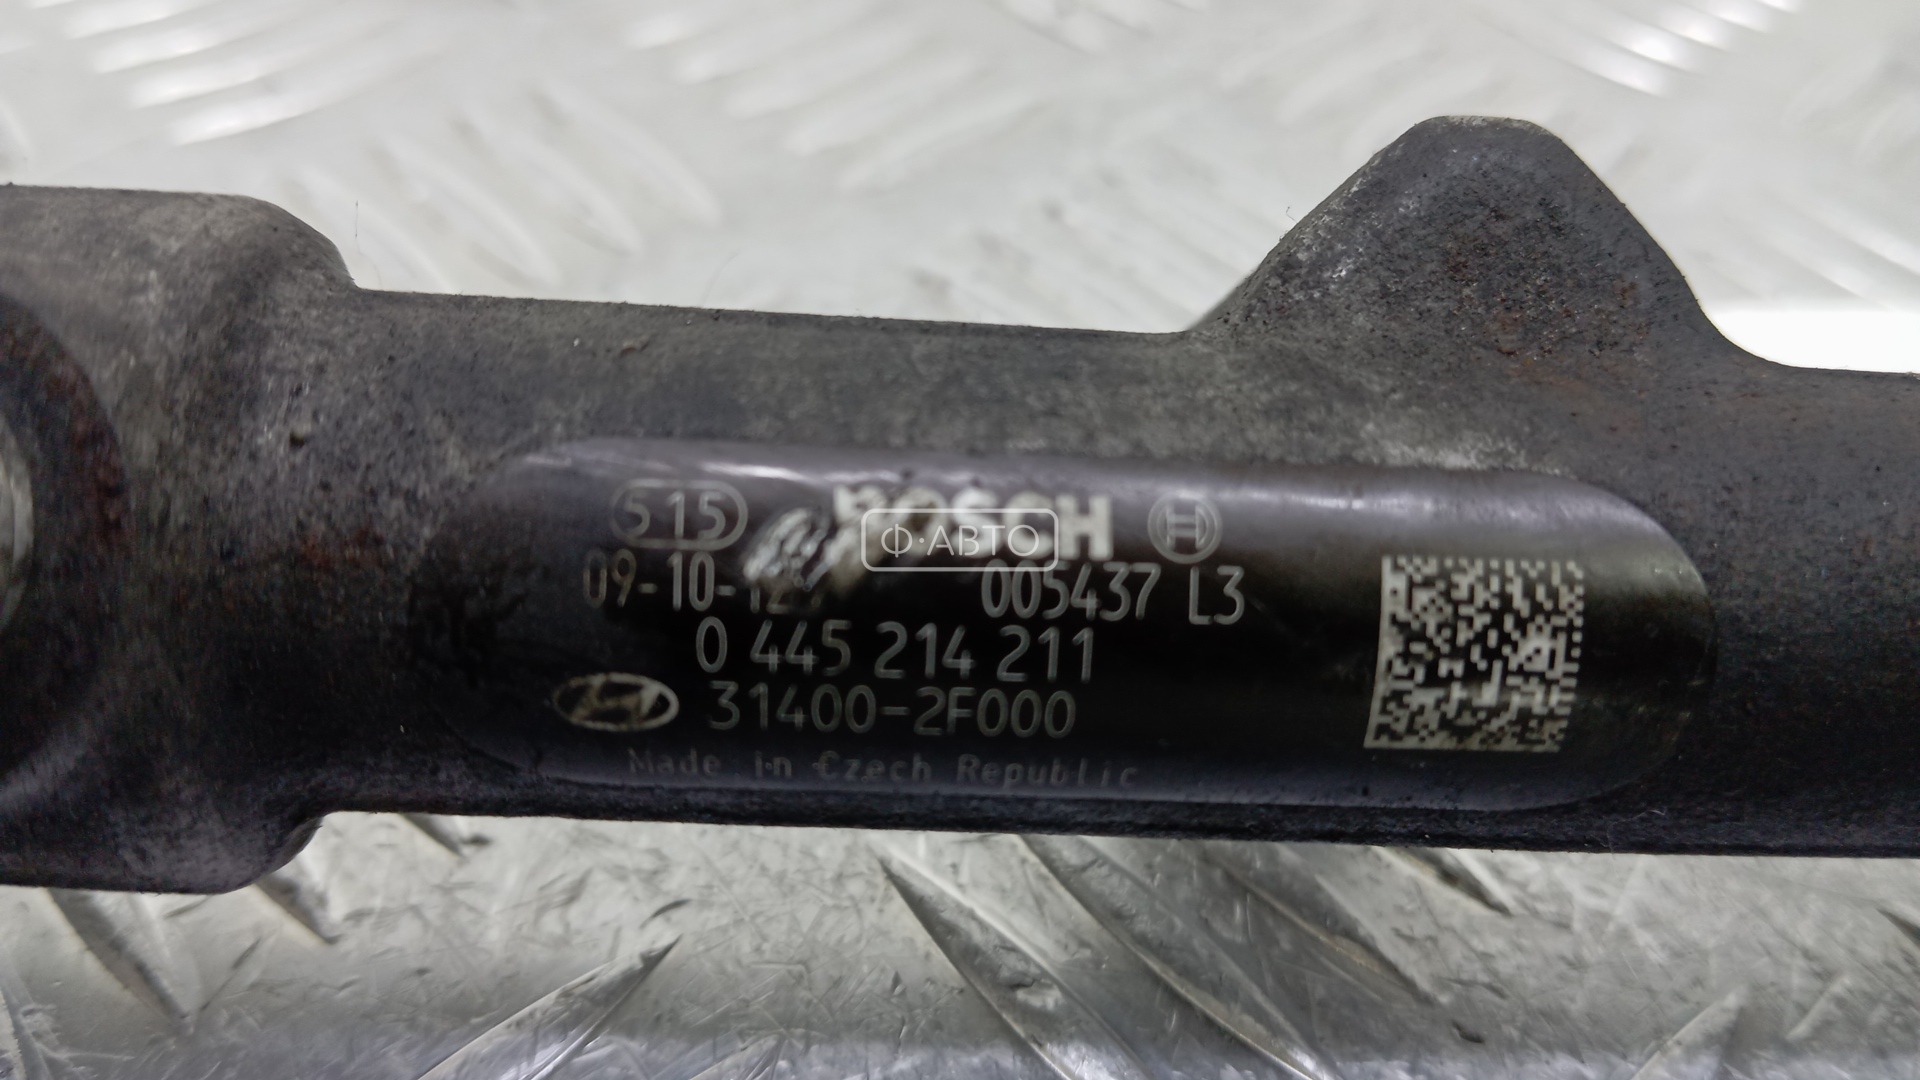 515 BOSCH
09-10-12 005437 L3
0 445 214 211
31400-2F000
Made in Czech Republic
Ф·АВТО